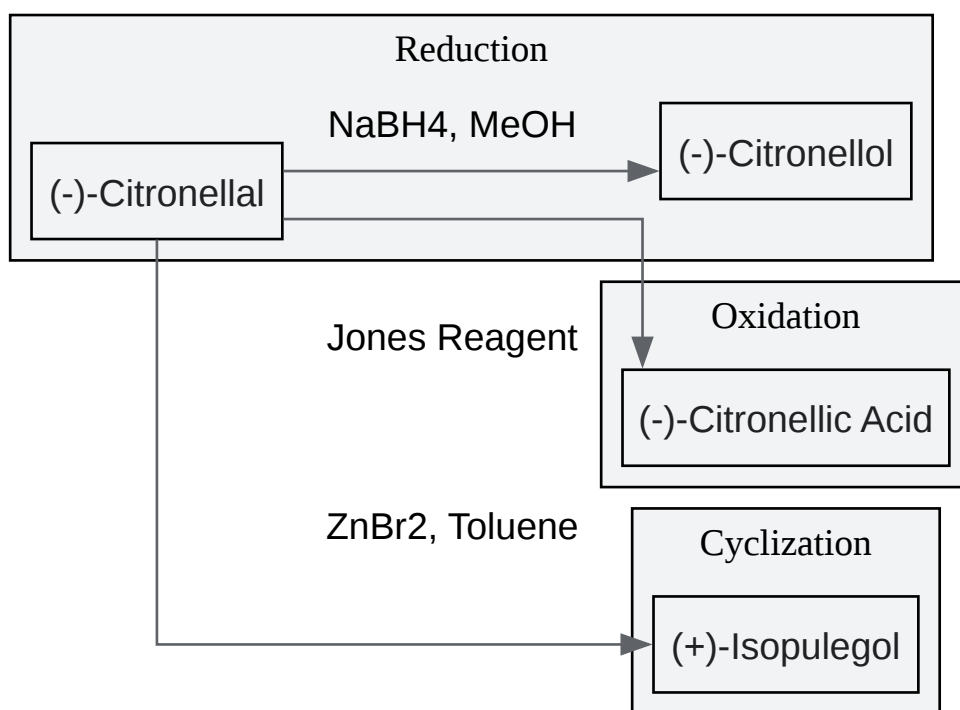 Reduction
NaBH4, MeOH
(-)-Citronellol
(-)-Citronellal
Oxidation
Jones Reagent
(-)-Citronellic Acid
ZnBr2, Toluene
Cyclization
(+)-Isopulegol